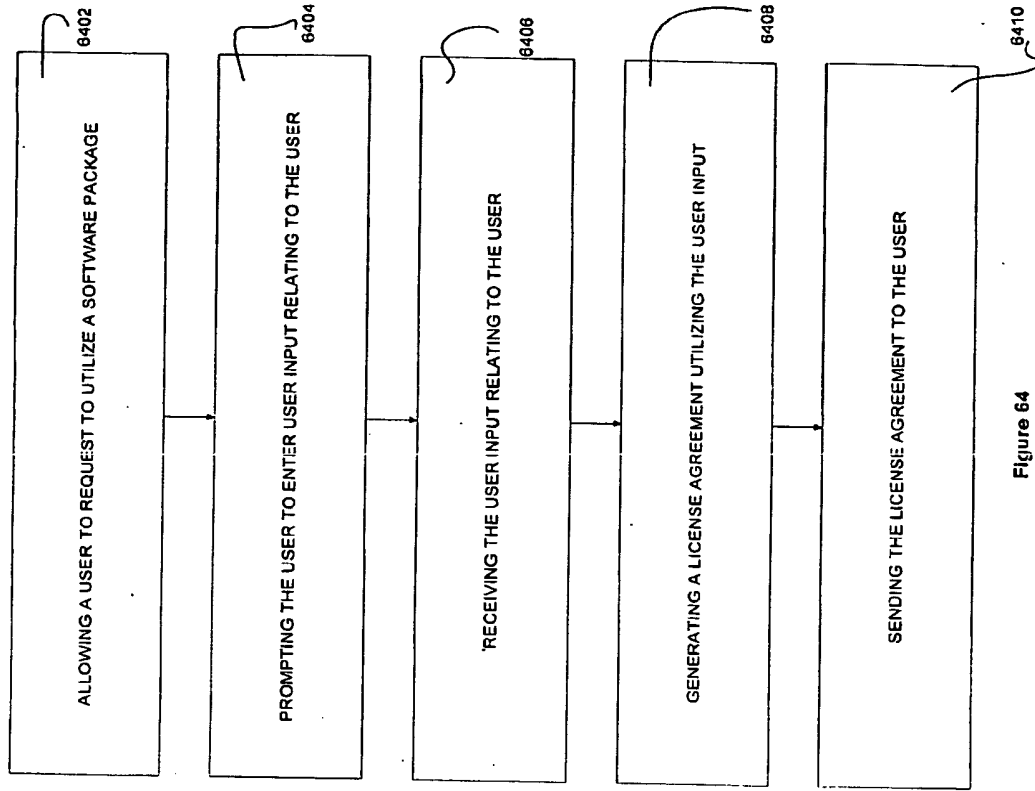 ALLOWING A USER TO REQUEST TO UTILIZE A SOFTWARE PACKAGE
6402
PROMPTING THE USER TO ENTER USER INPUT RELATING TO THE USER
6404
RECEIVING THE USER INPUT RELATING TO THE USER
6406
GENERATING A LICENSE AGREEMENT UTILIZING THE USER INPUT
6408
SENDING THE LICENSE AGREEMENT TO THE USER
6410
Figure 64